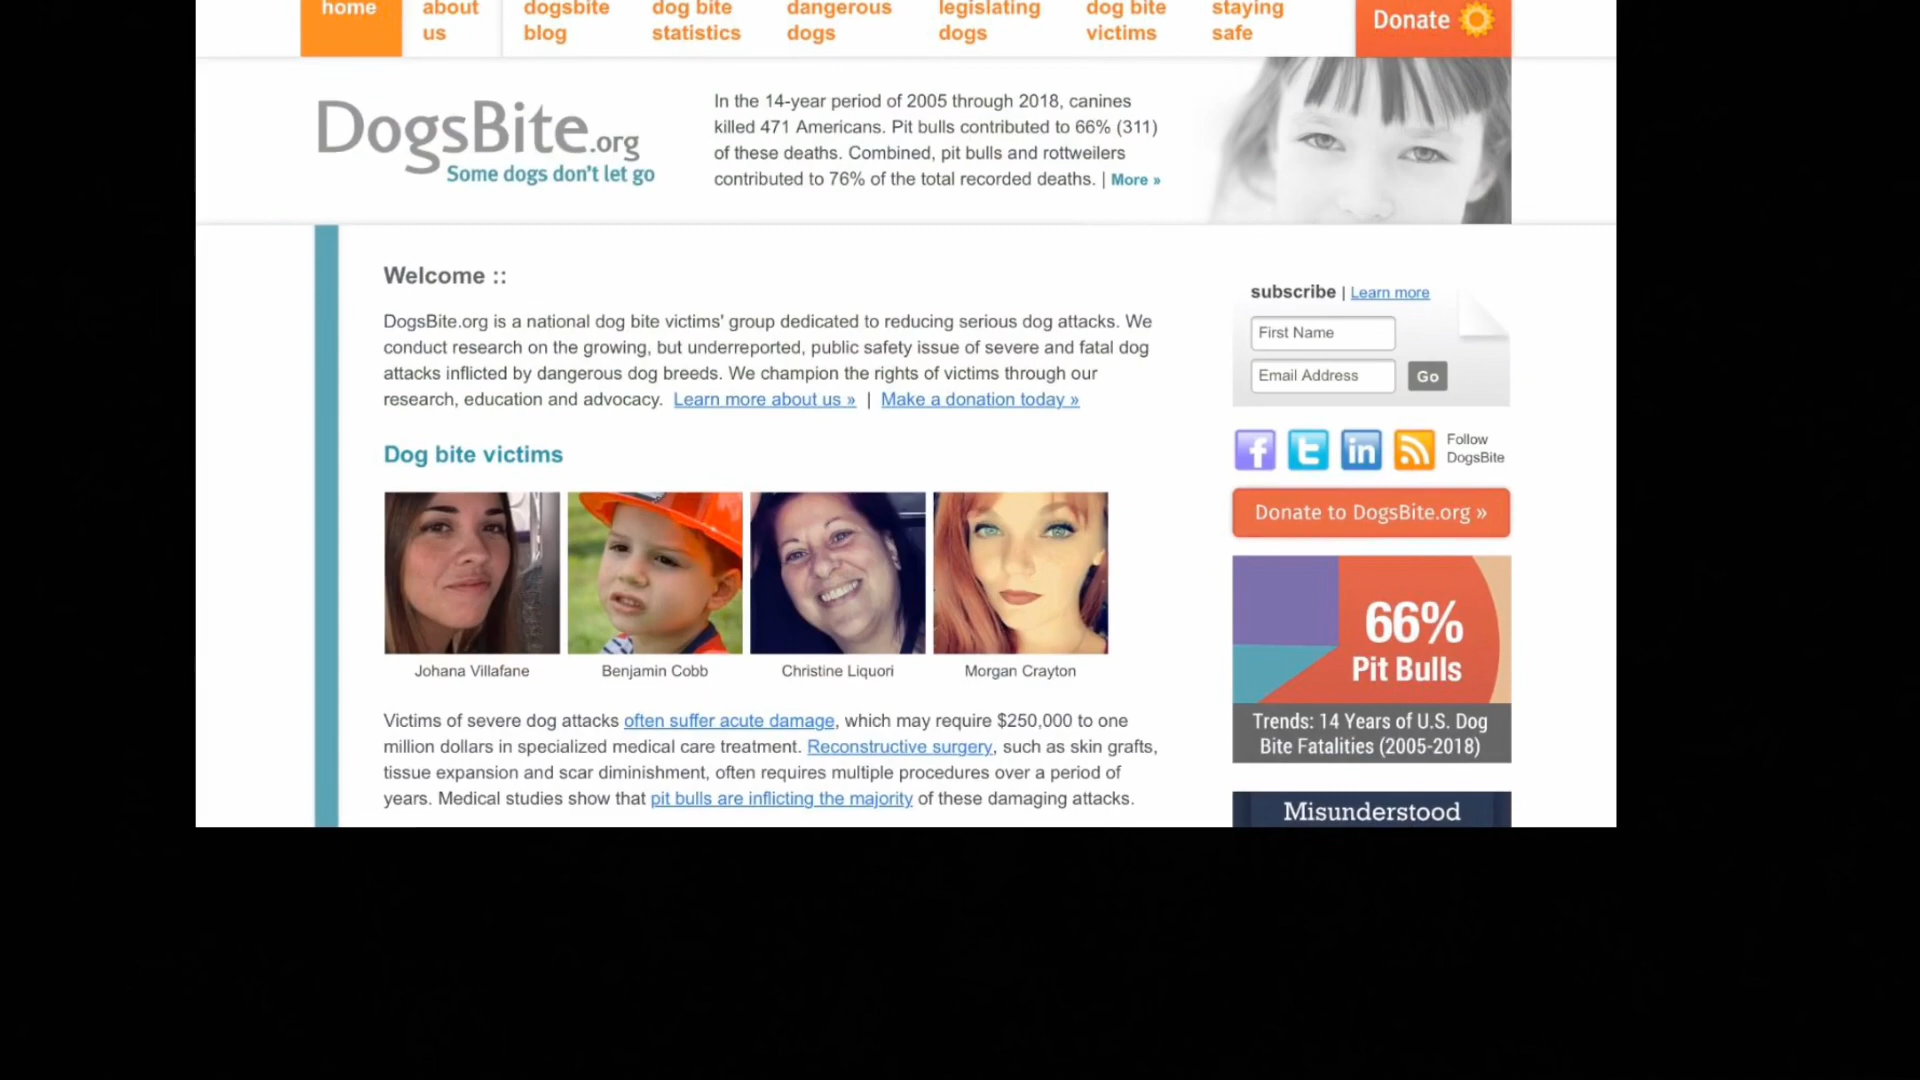 home
about us
dogsbite blog
dog bite statistics
dangerous dogs
legislating dogs
dog bite victims
staying safe
Donate
DogsBite.org
Some dogs don't let go
In the 14-year period of 2005 through 2018, canines
killed 471 Americans. Pit bulls contributed to 66% (311)
of these deaths. Combined, pit bulls and rottweilers
contributed to 76% of the total recorded deaths. | More »
Welcome ::
DogsBite.org is a national dog bite victims' group dedicated to reducing serious dog attacks. We
conduct research on the growing, but underreported, public safety issue of severe and fatal dog
attacks inflicted by dangerous dog breeds. We champion the rights of victims through our
research, education and advocacy. Learn more about us » | Make a donation today »
Dog bite victims
Johana Villafane
Benjamin Cobb
Christine Liquori
Morgan Crayton
Victims of severe dog attacks often suffer acute damage, which may require $250,000 to one
million dollars in specialized medical care treatment. Reconstructive surgery, such as skin grafts,
tissue expansion and scar diminishment, often requires multiple procedures over a period of
years. Medical studies show that pit bulls are inflicting the majority of these damaging attacks.
subscribe | Learn more
First Name
Email Address
Go
Follow
DogsBite
Donate to DogsBite.org »
66%
Pit Bulls
Trends: 14 Years of U.S. Dog
Bite Fatalities (2005-2018)
Misunderstood